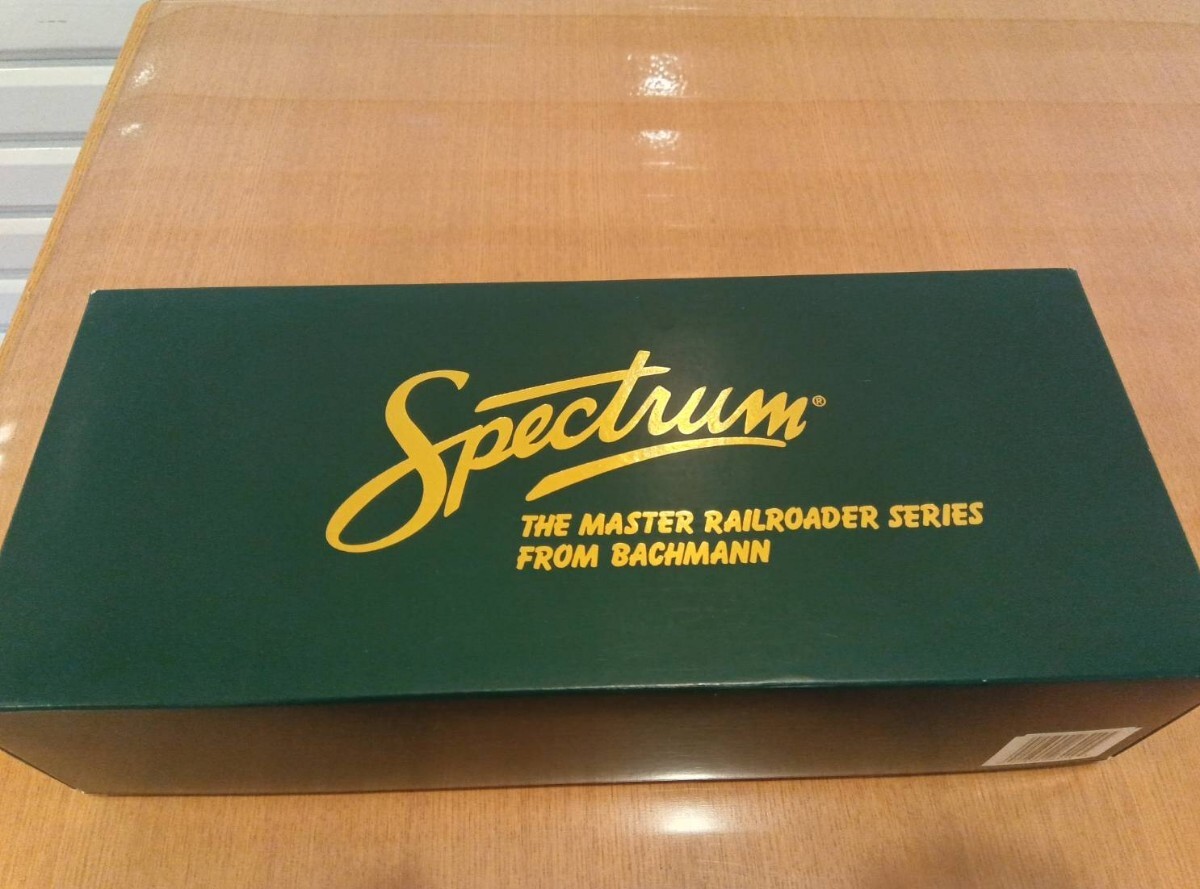 Spectrum®
THE MASTER RAILROADER SERIES
FROM BACHMANN